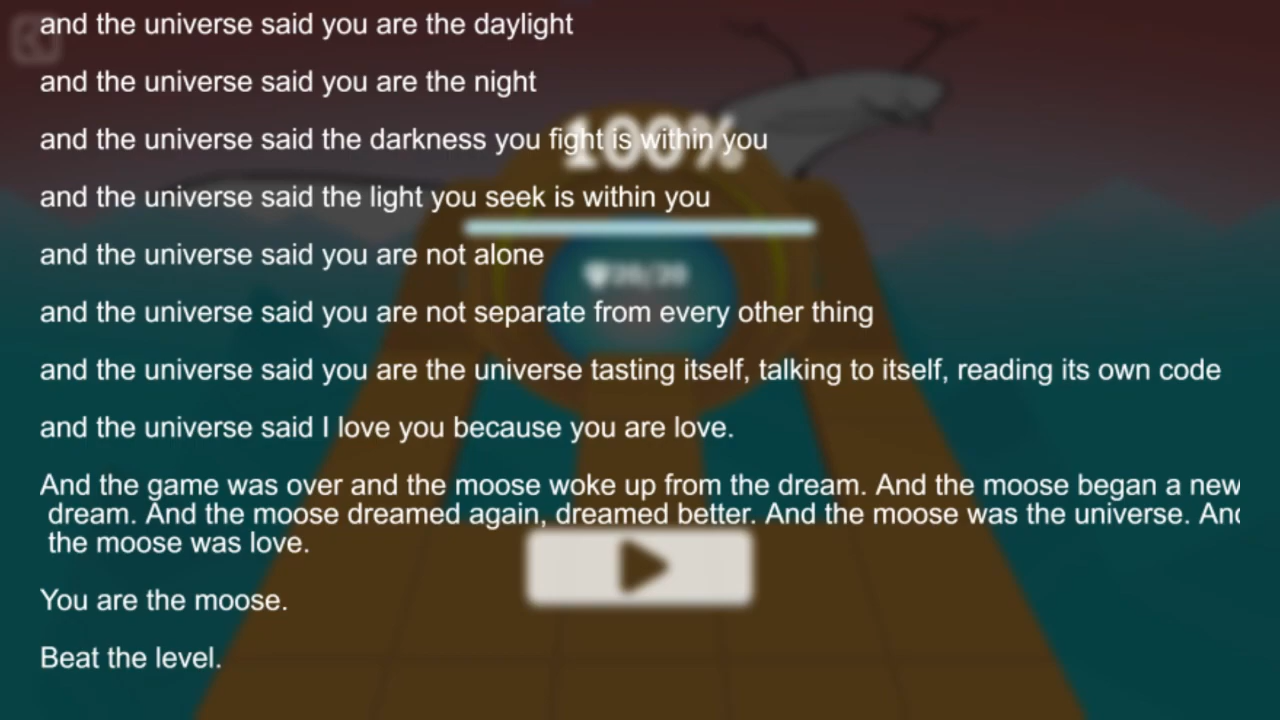 and the universe said you are the daylight
and the universe said you are the night
and the universe said the darkness you fight is within you
100%
and the universe said the light you seek is within you
and the universe said you are not alone
and the universe said you are not separate from every other thing
and the universe said you are the universe tasting itself, talking to itself, reading its own code
and the universe said I love you because you are love.
And the game was over and the moose woke up from the dream. And the moose began a new
dream. And the moose dreamed again, dreamed better. And the moose was the universe. And
the moose was love.
You are the moose.
Beat the level.